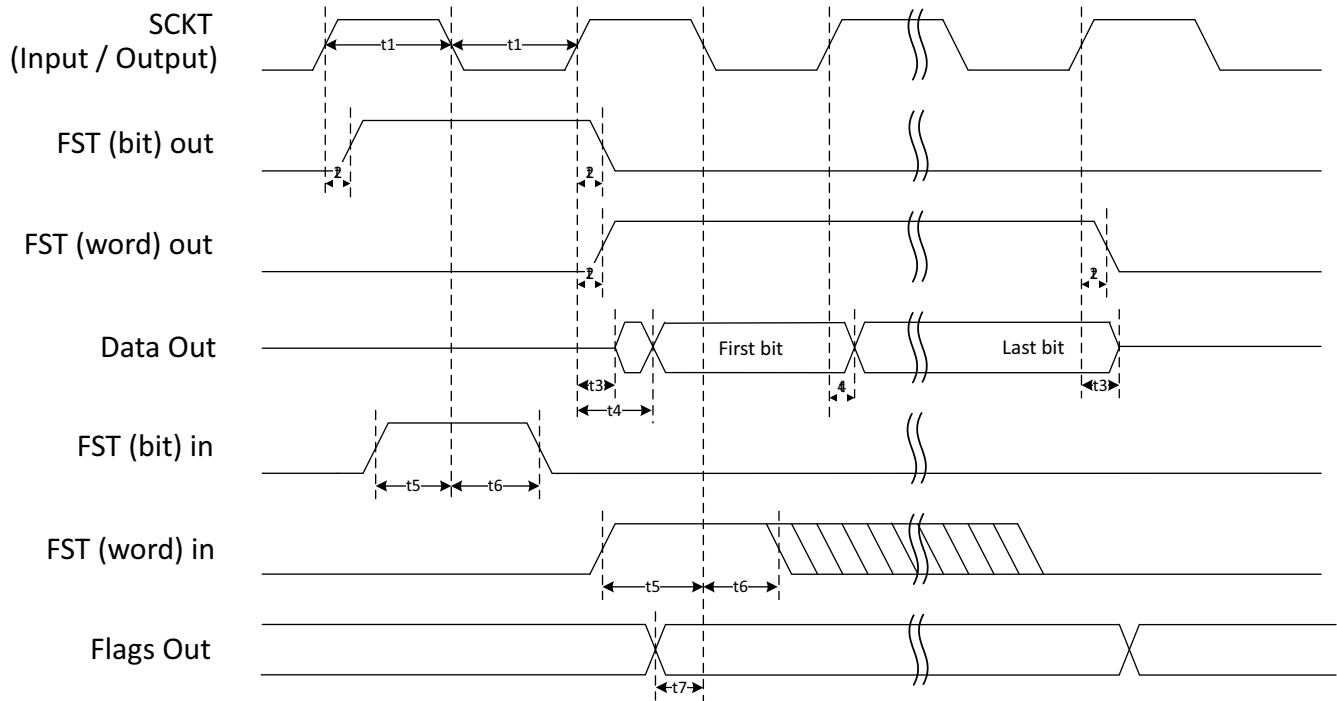 SCKT
(Input / Output)
t1
t1
FST (bit) out
FST (word) out
Data Out
First bit
Last bit
t3
t3
t4
FST (bit) in
t5
t6
FST (word) in
t5
t6
Flags Out
t7